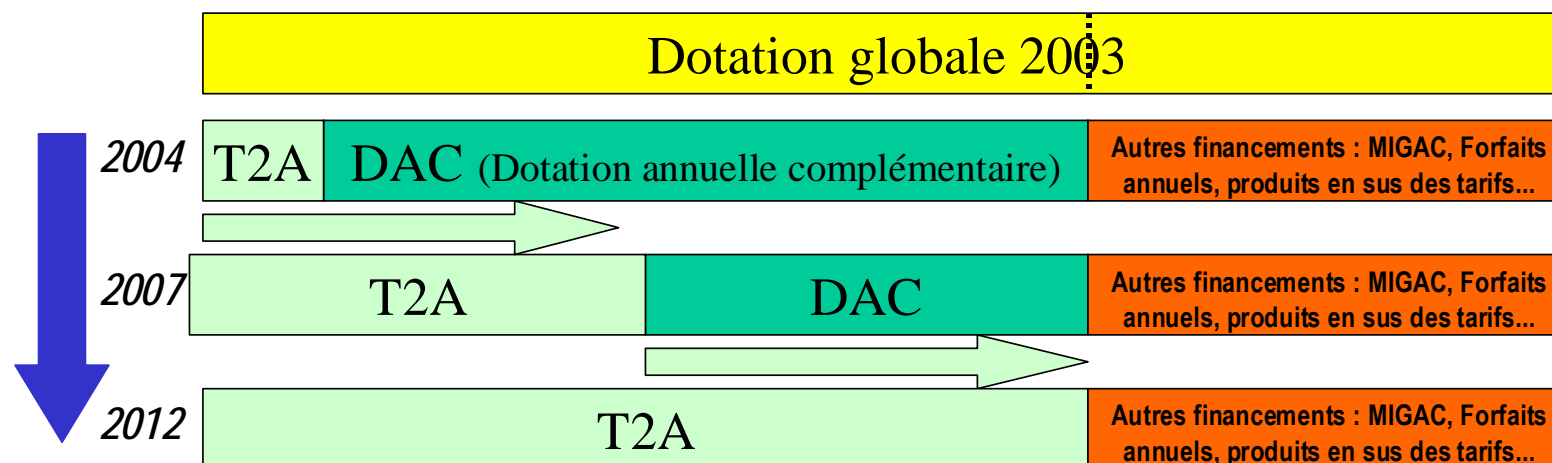 Dotation globale 2003
2004
T2A
DAC (Dotation annuelle complémentaire)
Autres financements : MIGAC, Forfaits
annuels, produits en sus des tarifs...
2007
T2A
DAC
Autres financements : MIGAC, Forfaits
annuels, produits en sus des tarifs...
2012
T2A
Autres financements : MIGAC, Forfaits
annuels, produits en sus des tarifs...